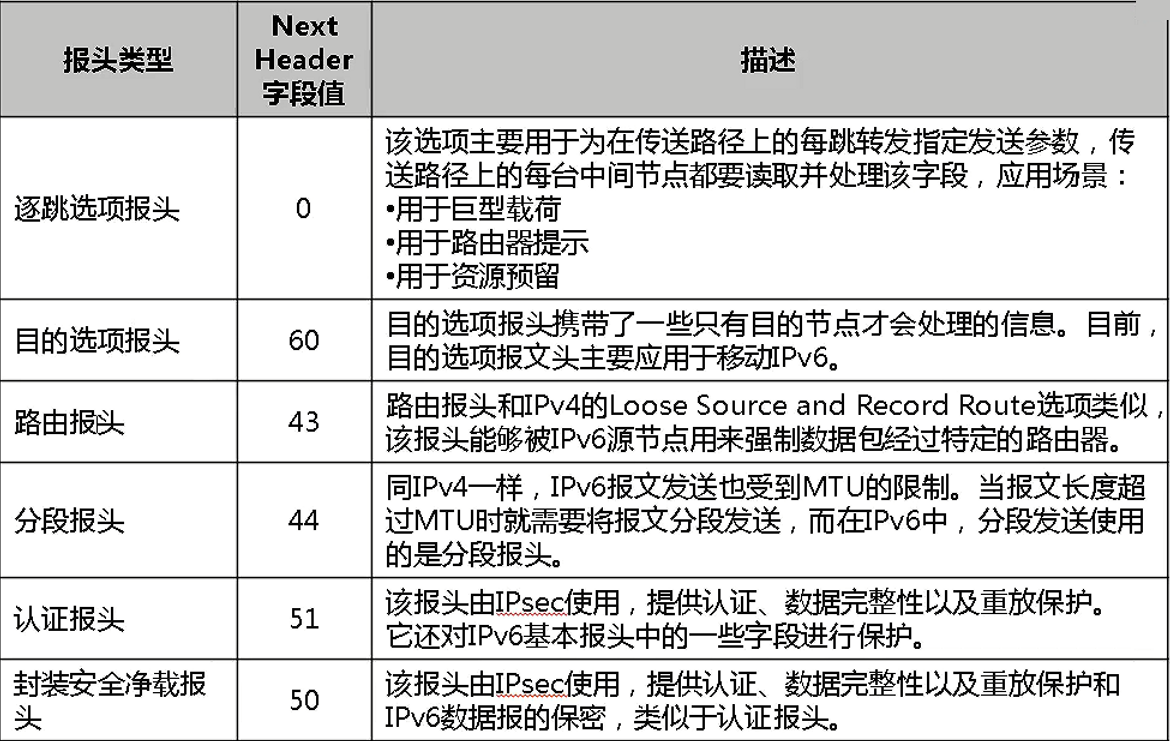 报头类型
Next
Header
字段值
描述
逐跳选项报头
0
该选项主要用于为在传送路径上的每跳转发指定发送参数，传
送路径上的每台中间节点都要读取并处理该字段，应用场景：
•用于巨型载荷
•用于路由器提示
•用于资源预留
目的选项报头
60
目的选项报头携带了一些只有目的节点才会处理的信息。目前，
目的选项报文头主要应用于移动IPv6。
路由报头
43
路由报头和IPv4的Loose Source and Record Route选项类似，
该报头能够被IPv6源节点用来强制数据包经过特定的路由器。
分段报头
44
同IPv4一样，IPv6报文发送也受到MTU的限制。当报文长度超
过MTU时就需要将报文分段发送，而在IPv6中，分段发送使用
的是分段报头。
认证报头
51
该报头由IPsec使用，提供认证、数据完整性以及重放保护。
它还对IPv6基本报头中的一些字段进行保护。
封装安全净载报
头
50
该报头由IPsec使用，提供认证、数据完整性以及重放保护和
IPv6数据报的保密，类似于认证报头。